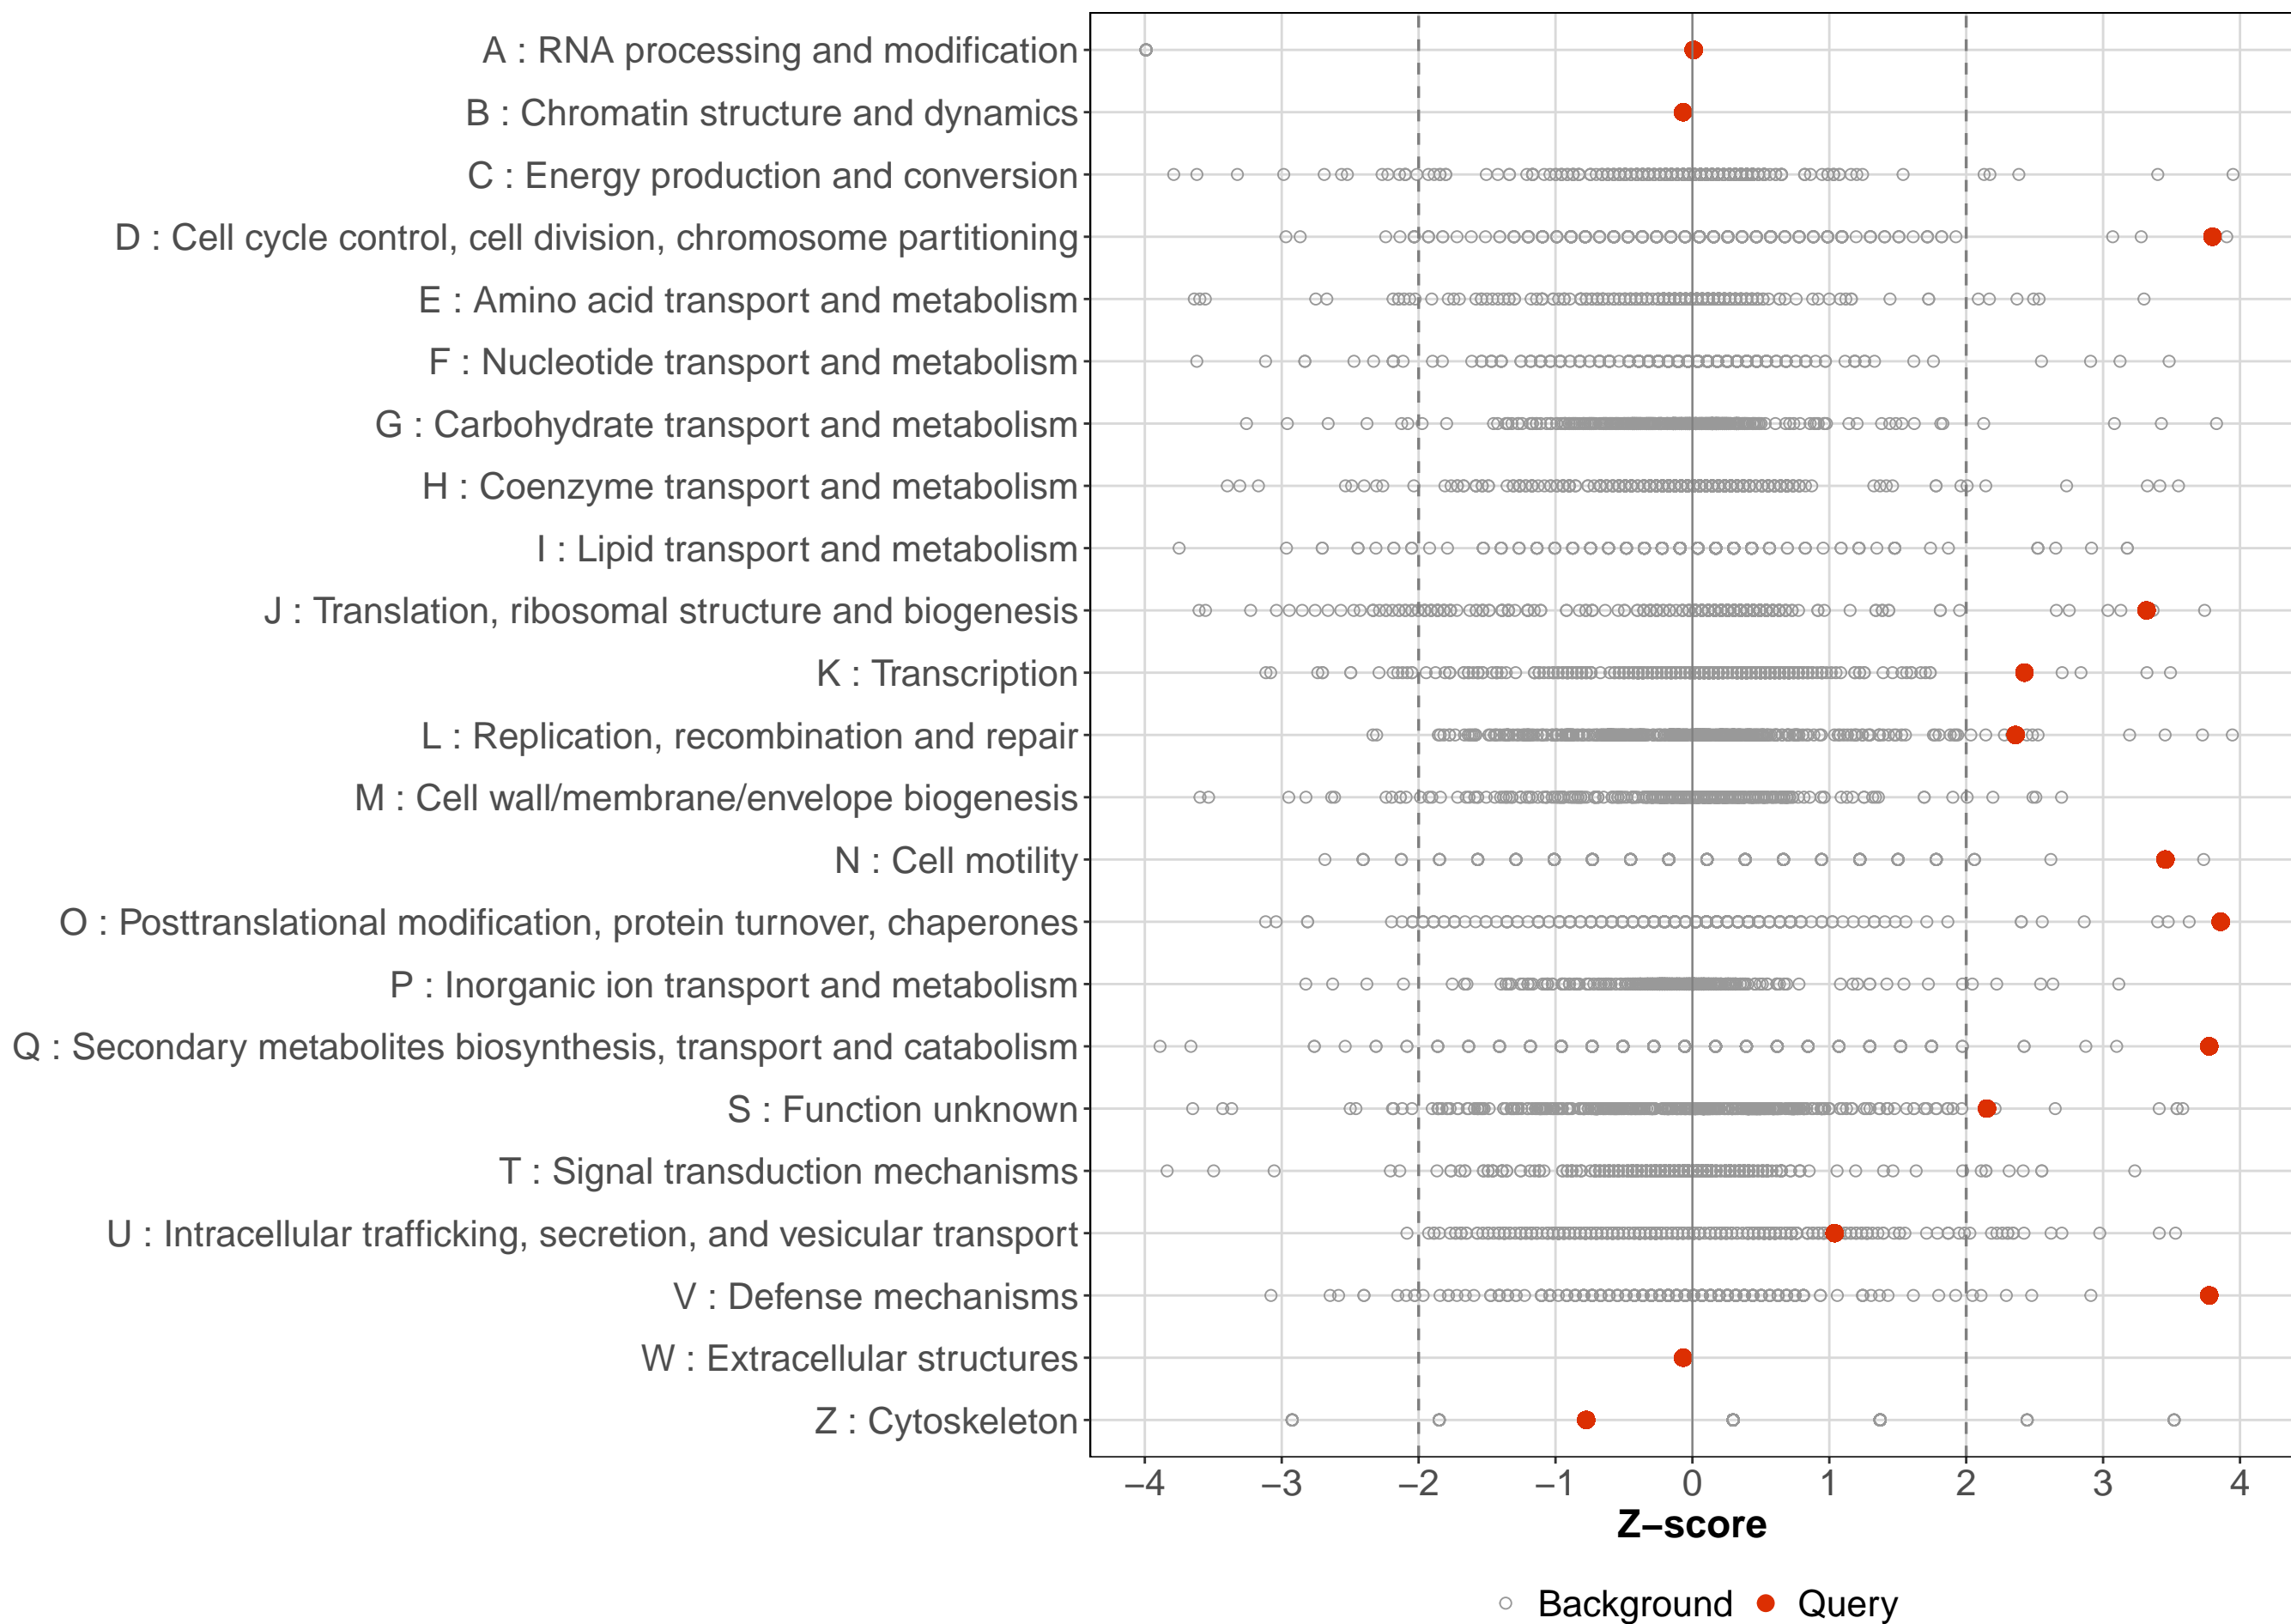 A : RNA processing and modification
B : Chromatin structure and dynamics
C : Energy production and conversion
D : Cell cycle control, cell division, chromosome partitioning
E : Amino acid transport and metabolism
F : Nucleotide transport and metabolism
G : Carbohydrate transport and metabolism
H : Coenzyme transport and metabolism
I : Lipid transport and metabolism
J : Translation, ribosomal structure and biogenesis
K : Transcription
L : Replication, recombination and repair
M : Cell wall/membrane/envelope biogenesis
N : Cell motility
O : Posttranslational modification, protein turnover, chaperones
P : Inorganic ion transport and metabolism
Q : Secondary metabolites biosynthesis, transport and catabolism
S : Function unknown
T : Signal transduction mechanisms
U : Intracellular trafficking, secretion, and vesicular transport
V : Defense mechanisms
W : Extracellular structures
Z : Cytoskeleton
−4 −3 −2 −1 0 1 2 3 4
Z−score
Background Query